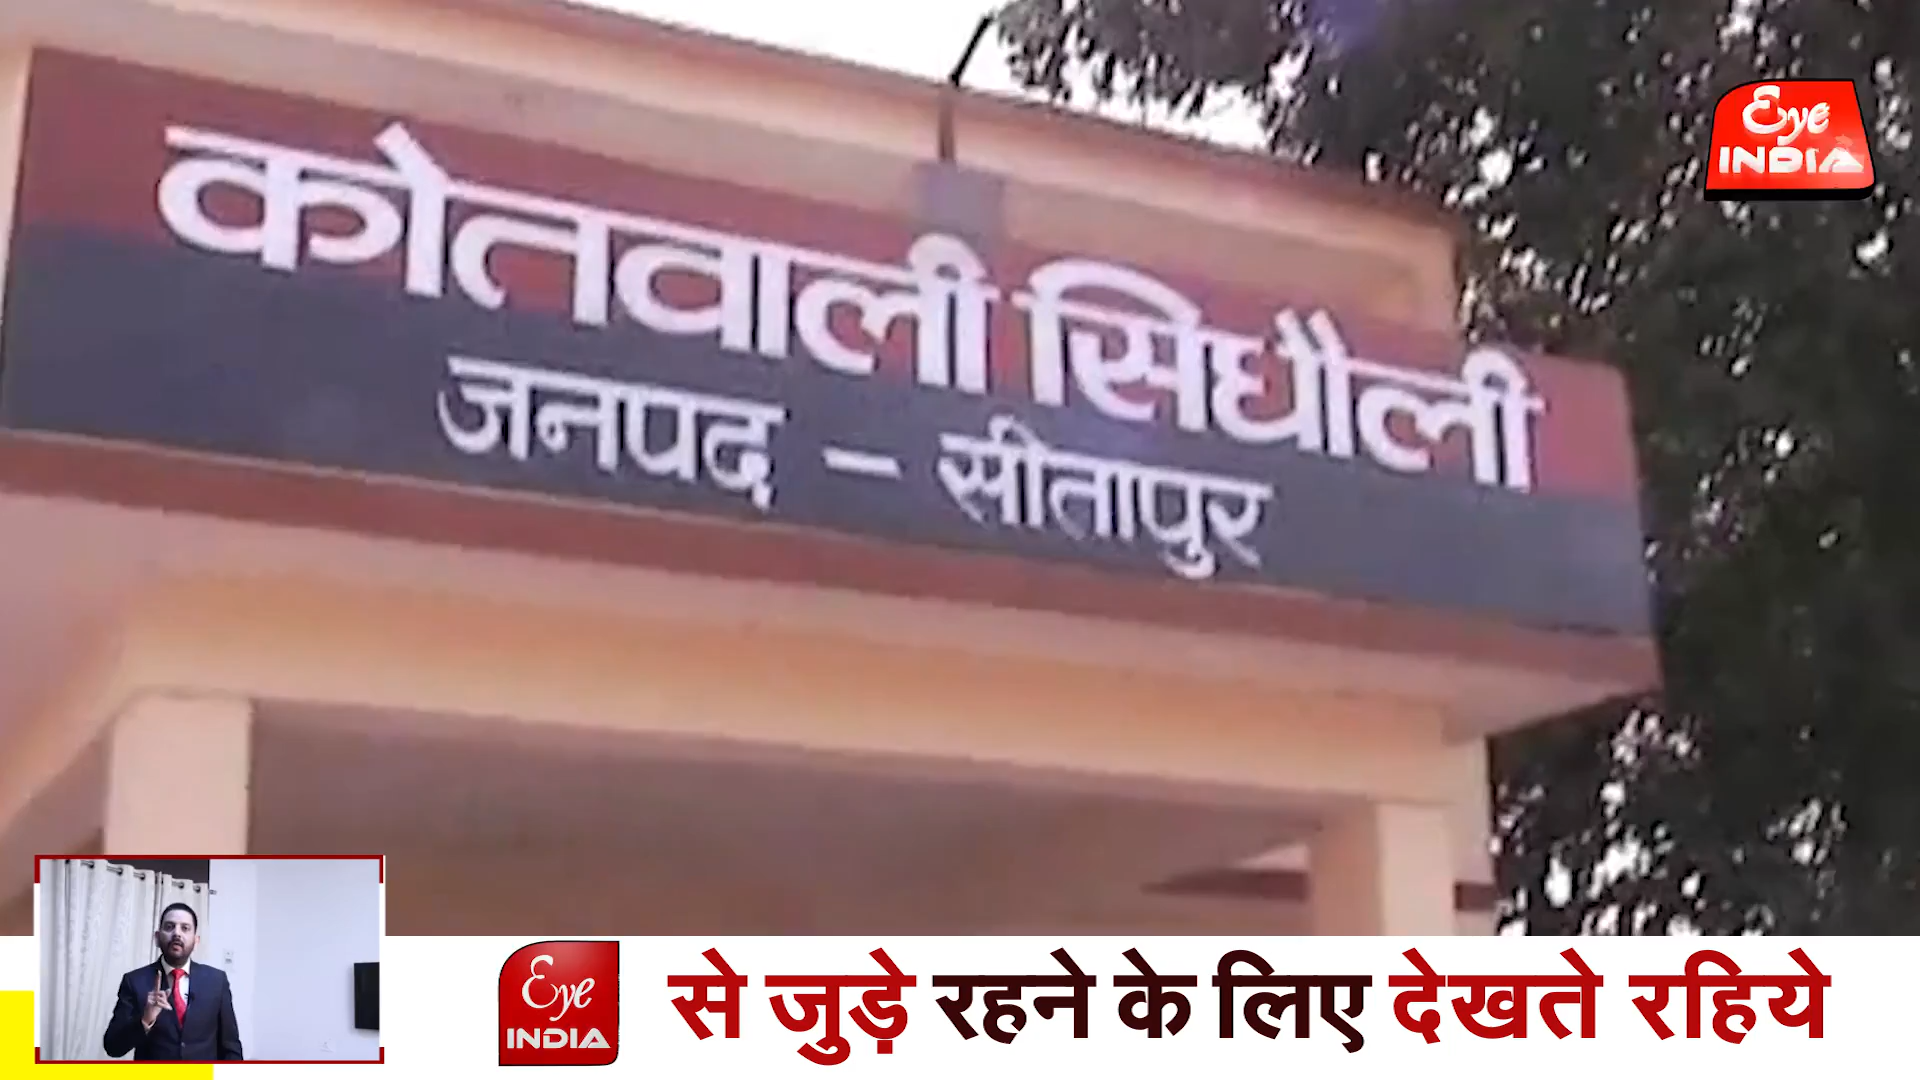 कोतवाली सिधौली
जनपद – सीतापुर
Eye
INDIA
Eye
INDIA
से जुड़े रहने के लिए देखते रहिये